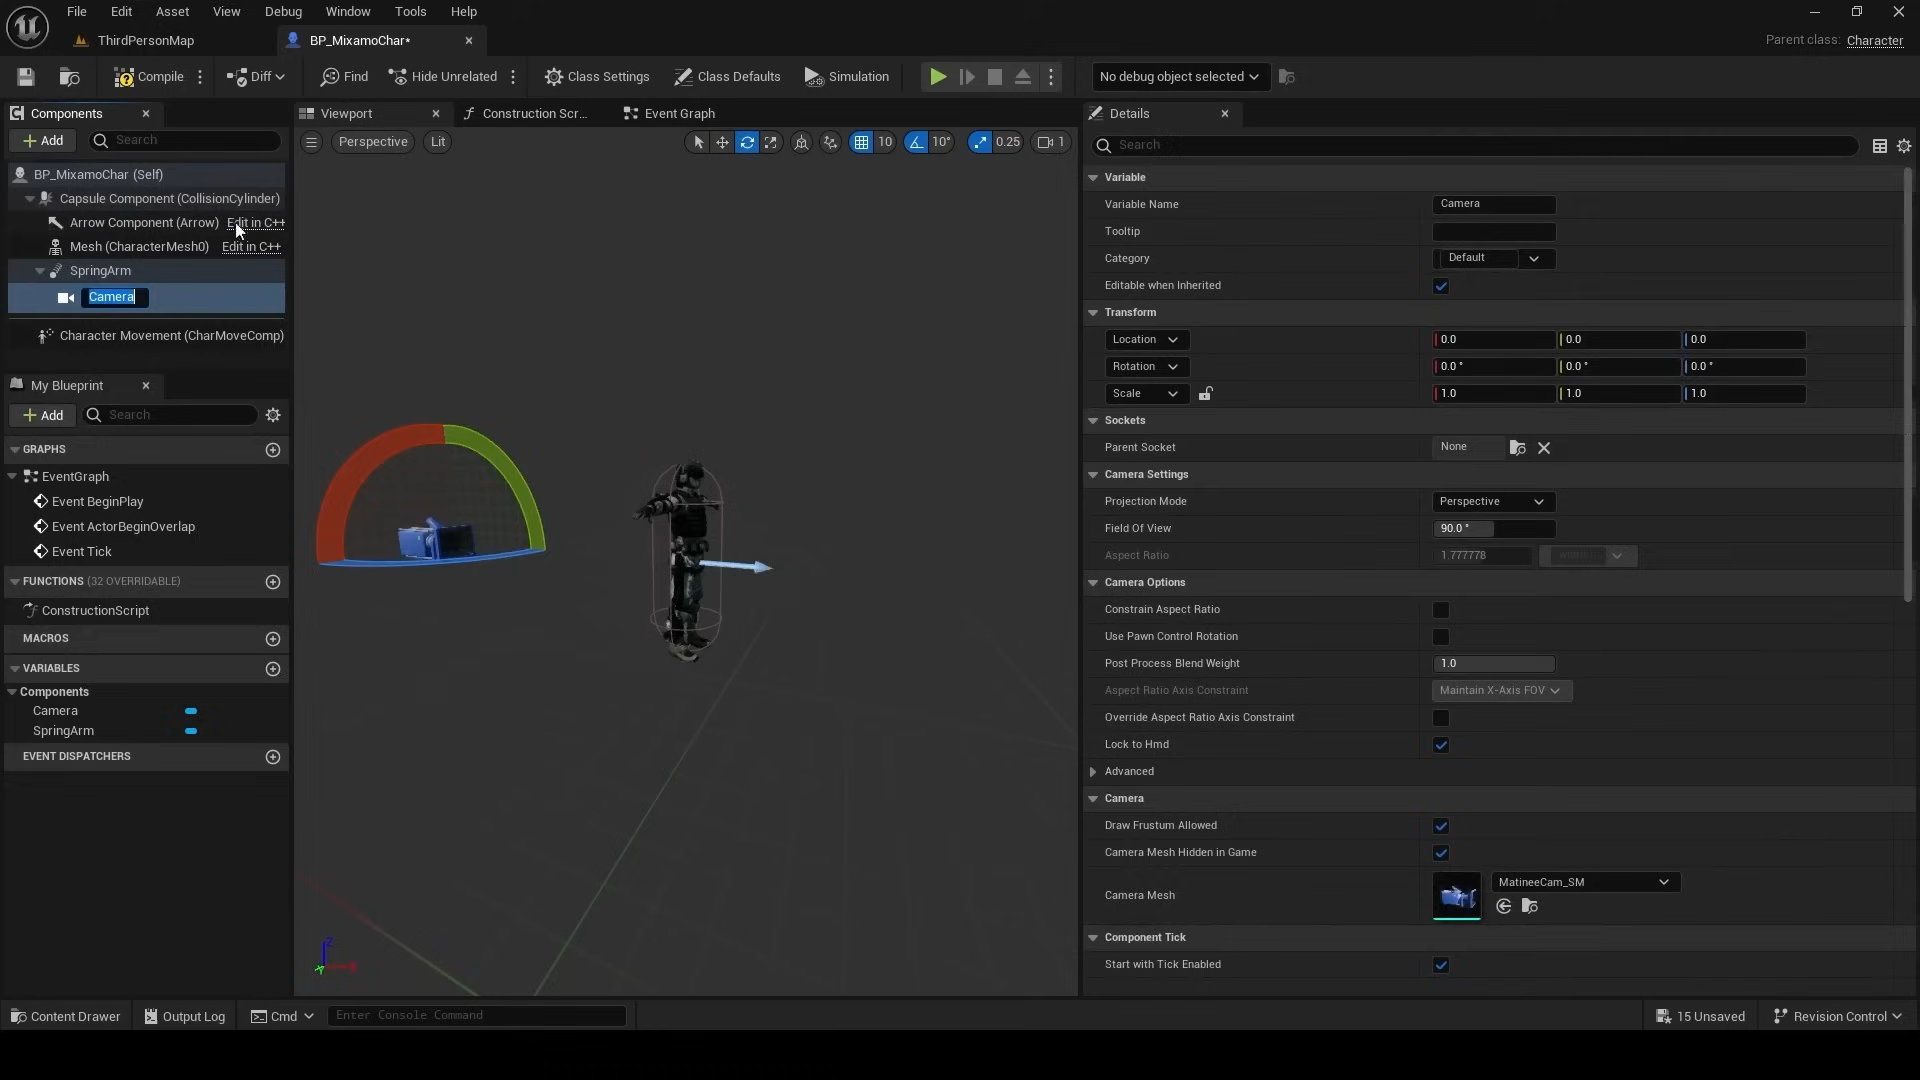 File Edit Asset View Debug Window Tools Help
ThirdPersonMap BP_MixamoChar*
Parent class: Character
Compile Diff Find Hide Unrelated Class Settings Class Defaults Simulation No debug object selected
Components
Add Search
BP_MixamoChar (Self)
Capsule Component (CollisionCylinder)
Arrow Component (Arrow) Edit in C++
Mesh (CharacterMesh0) Edit in C++
SpringArm
Camera
Character Movement (CharMoveComp)
My Blueprint
Add Search
GRAPHS
EventGraph
Event BeginPlay
Event ActorBeginOverlap
Event Tick
FUNCTIONS (32 OVERRIDABLE)
ConstructionScript
MACROS
VARIABLES
Components
Camera
SpringArm
EVENT DISPATCHERS
Viewport Construction Scr... Event Graph
Perspective Lit 10 10° 0.25 1
Z
Details
Search
Variable
Variable Name Camera
Tooltip
Category Default
Editable when Inherited
Transform
Location 0.0 0.0 0.0
Rotation 0.0 ° 0.0 ° 0.0 °
Scale 1.0 1.0 1.0
Sockets
Parent Socket None
Camera Settings
Projection Mode Perspective
Field Of View 90.0 °
Aspect Ratio 1.777778
Camera Options
Constrain Aspect Ratio
Use Pawn Control Rotation
Post Process Blend Weight 1.0
Aspect Ratio Axis Constraint Maintain X-Axis FOV
Override Aspect Ratio Axis Constraint
Lock to Hmd
Advanced
Camera
Draw Frustum Allowed
Camera Mesh Hidden in Game
Camera Mesh MatineeCam_SM
Component Tick
Start with Tick Enabled
Content Drawer Output Log Cmd Enter Console Command 15 Unsaved Revision Control